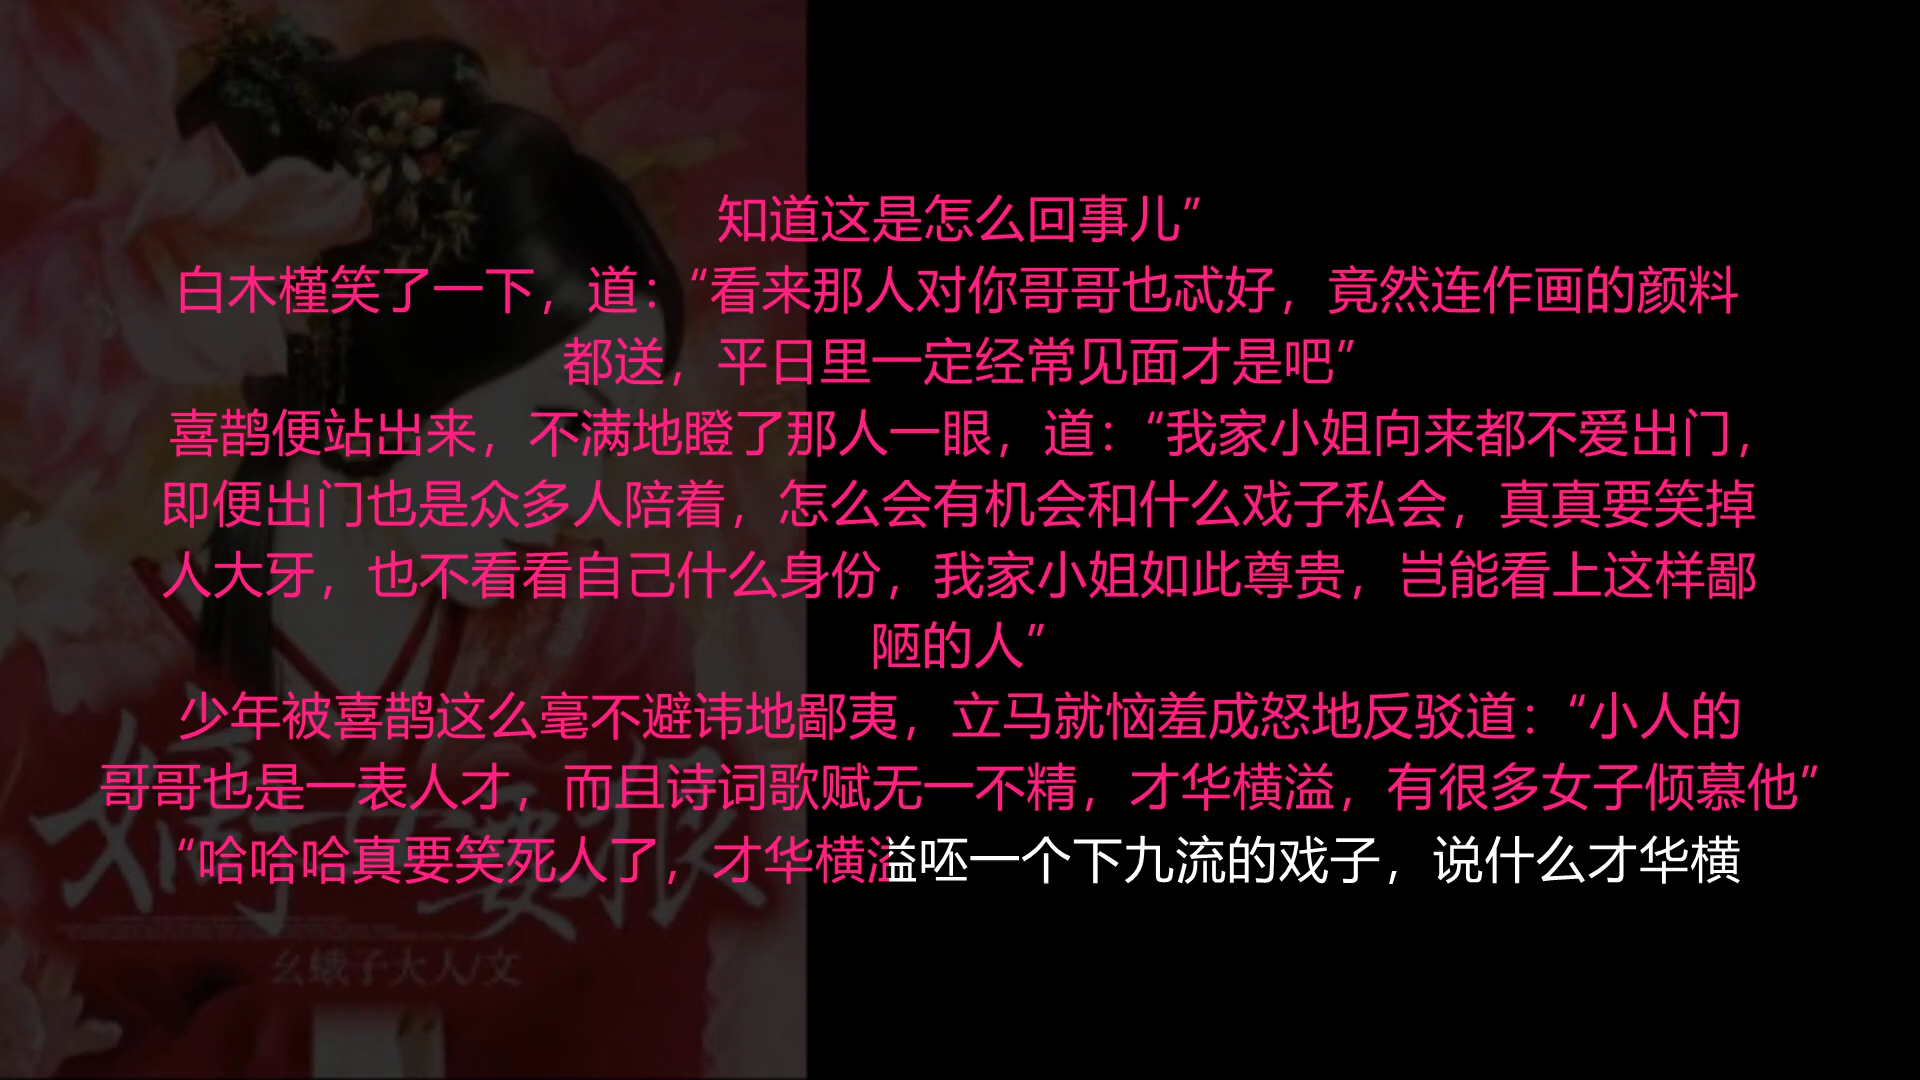 知道这是怎么回事儿”
白木槿笑了一下，道：“看来那人对你哥哥也忒好，竟然连作画的颜料
都送，平日里一定经常见面才是吧”
喜鹊便站出来，不满地瞪了那人一眼，道：“我家小姐向来都不爱出门，
即便出门也是众多人陪着，怎么会有机会和什么戏子私会，真真要笑掉
人大牙，也不看看自己什么身份，我家小姐如此尊贵，岂能看上这样鄙
陋的人”
少年被喜鹊这么毫不避讳地鄙夷，立马就恼羞成怒地反驳道：“小人的
哥哥也是一表人才，而且诗词歌赋无一不精，才华横溢，有很多女子倾慕他”
“哈哈哈真要笑死人了，才华横溢呸一个下九流的戏子，说什么才华横
嫡女要狠
幺蛾子大人/文